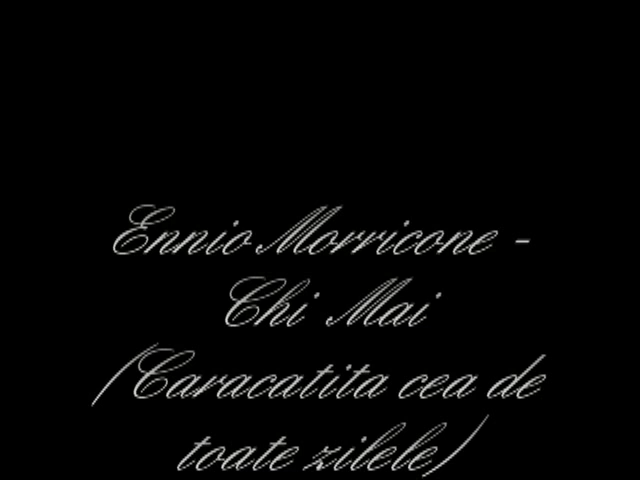 Ennio Morricone -
Chi Mai
(Caracatita cea de
toate zilele)